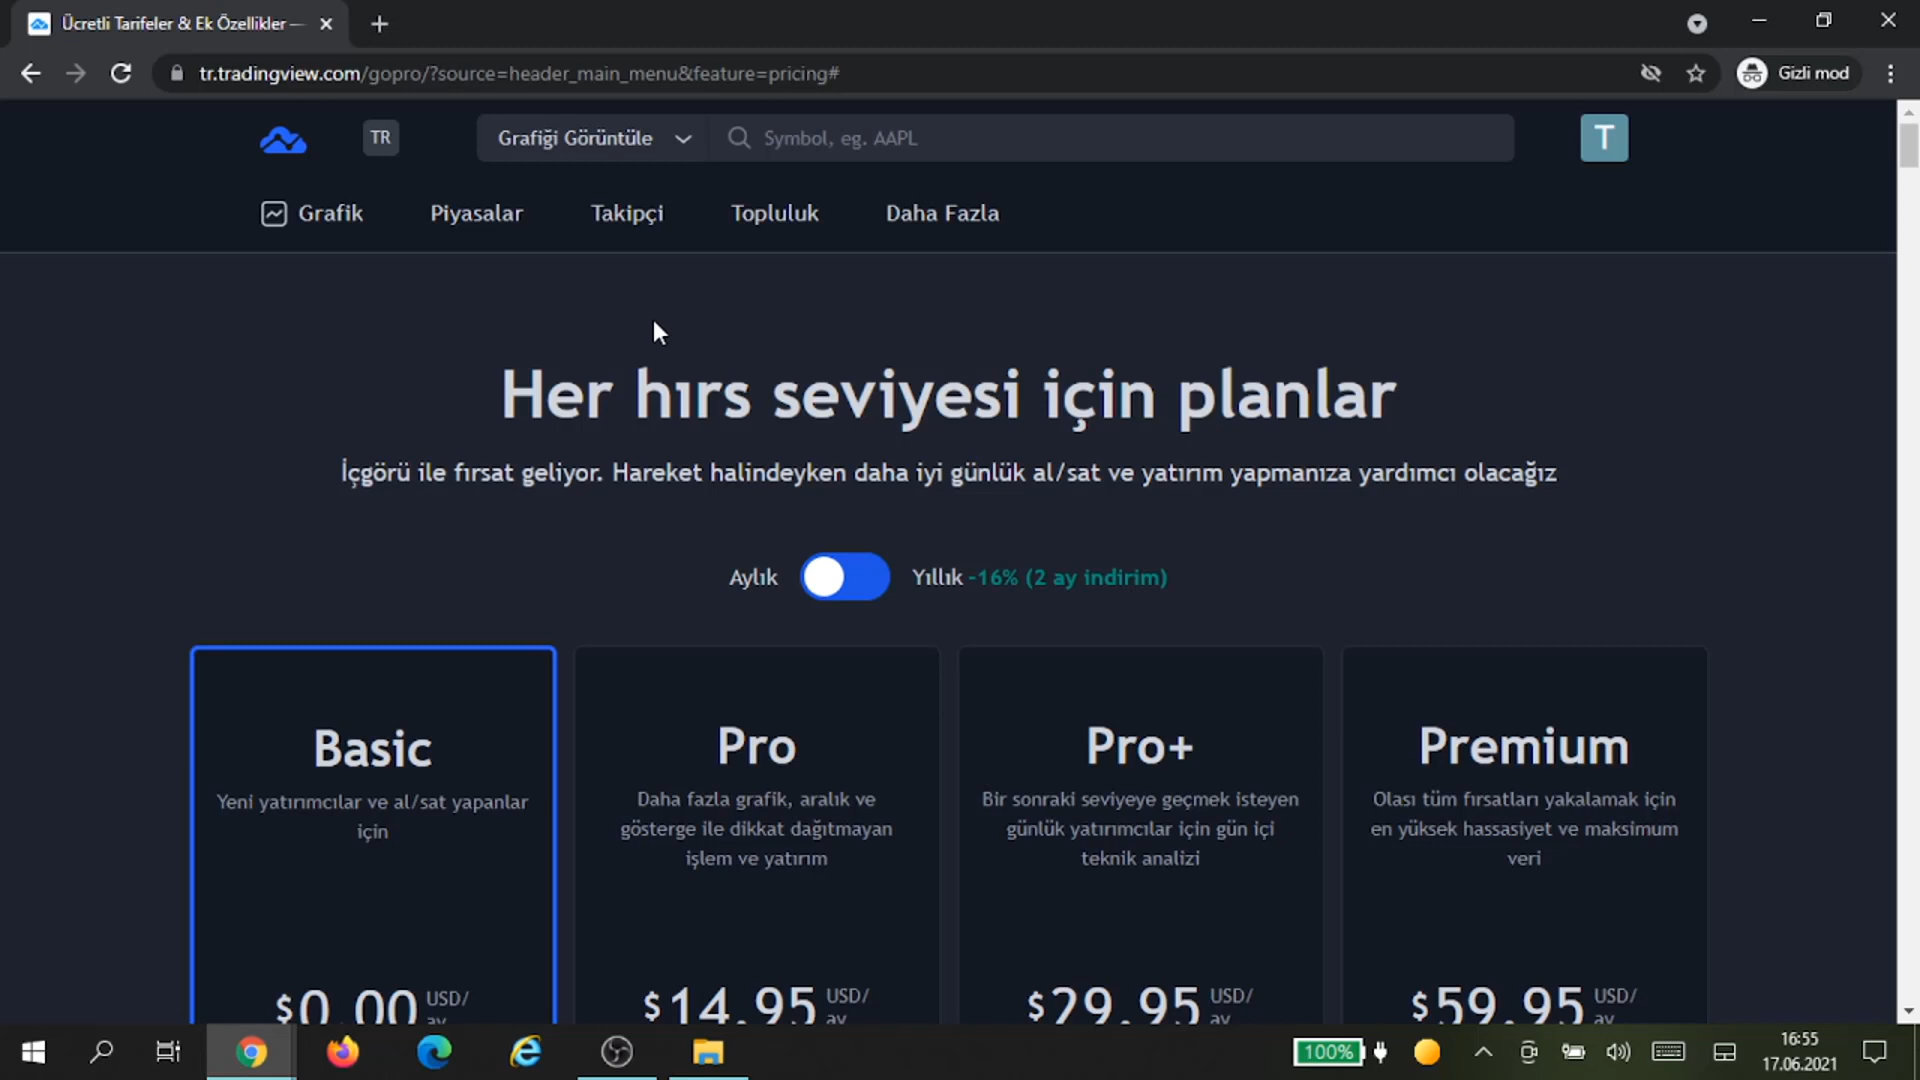 Ücretli Tarifeler & Ek Özellikler —
tr.tradingview.com/gopro/?source=header_main_menu&feature=pricing#
Gizli mod
TR
Grafiği Görüntüle
Symbol, eg. AAPL
T
Grafik
Piyasalar
Takipçi
Topluluk
Daha Fazla
Her hırs seviyesi için planlar
İçgörü ile fırsat geliyor. Hareket halindeyken daha iyi günlük al/sat ve yatırım yapmanıza yardımcı olacağız
Aylık
Yıllık -16% (2 ay indirim)
Basic
Yeni yatırımcılar ve al/sat yapanlar
için
$0.00 USD/
ay
Pro
Daha fazla grafik, aralık ve
gösterge ile dikkat dağıtmayan
işlem ve yatırım
$14.95 USD/
ay
Pro+
Bir sonraki seviyeye geçmek isteyen
günlük yatırımcılar için gün içi
teknik analizi
$29.95 USD/
ay
Premium
Olası tüm fırsatları yakalamak için
en yüksek hassasiyet ve maksimum
veri
$59.95 USD/
ay
100%
16:55
17.06.2021